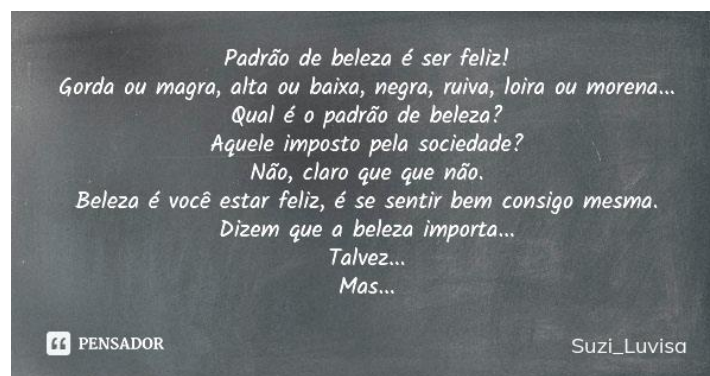 Padrão de beleza é ser feliz!
Gorda ou magra, alta ou baixa, negra, ruiva, loira ou morena...
Qual é o padrão de beleza?
Aquele imposto pela sociedade?
Não, claro que que não.
Beleza é você estar feliz, é se sentir bem consigo mesma.
Dizem que a beleza importa...
Talvez...
Mas...
PENSADOR
Suzi_Luvisa